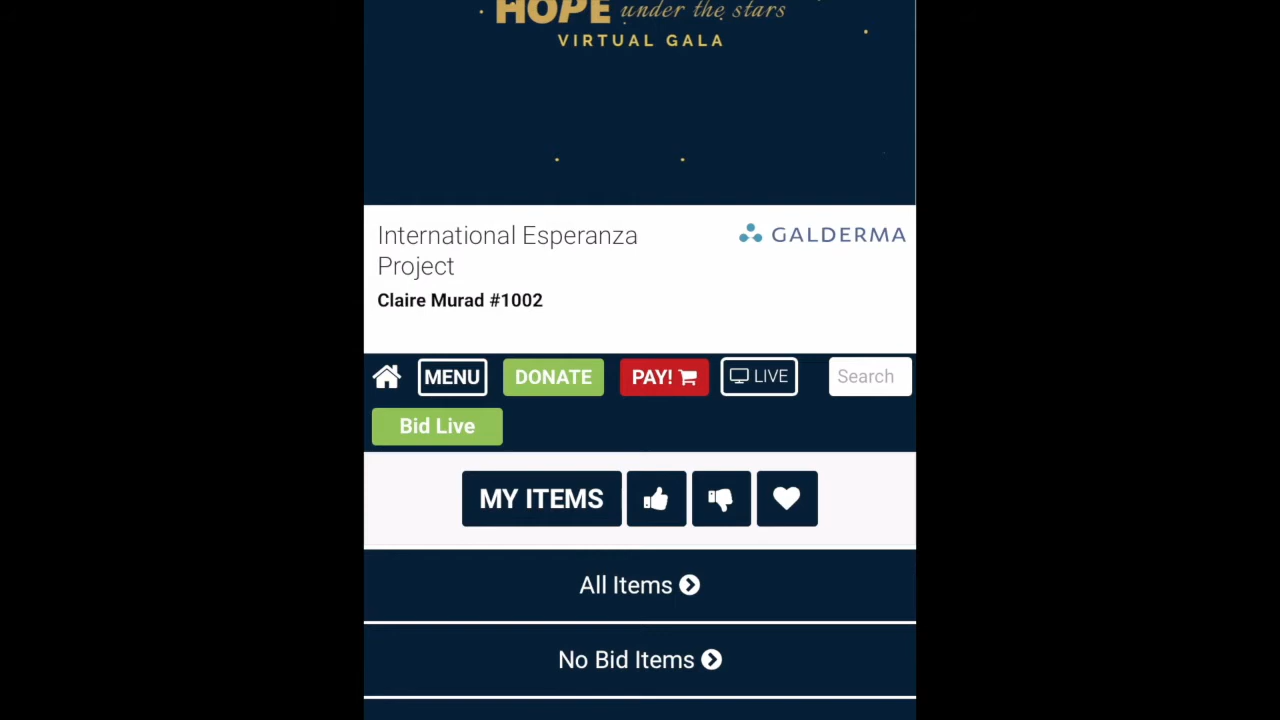 HOPE under the stars
VIRTUAL GALA
International Esperanza
Project
GALDERMA
Claire Murad #1002
MENU DONATE PAY! LIVE Search
Bid Live
MY ITEMS
All Items
No Bid Items